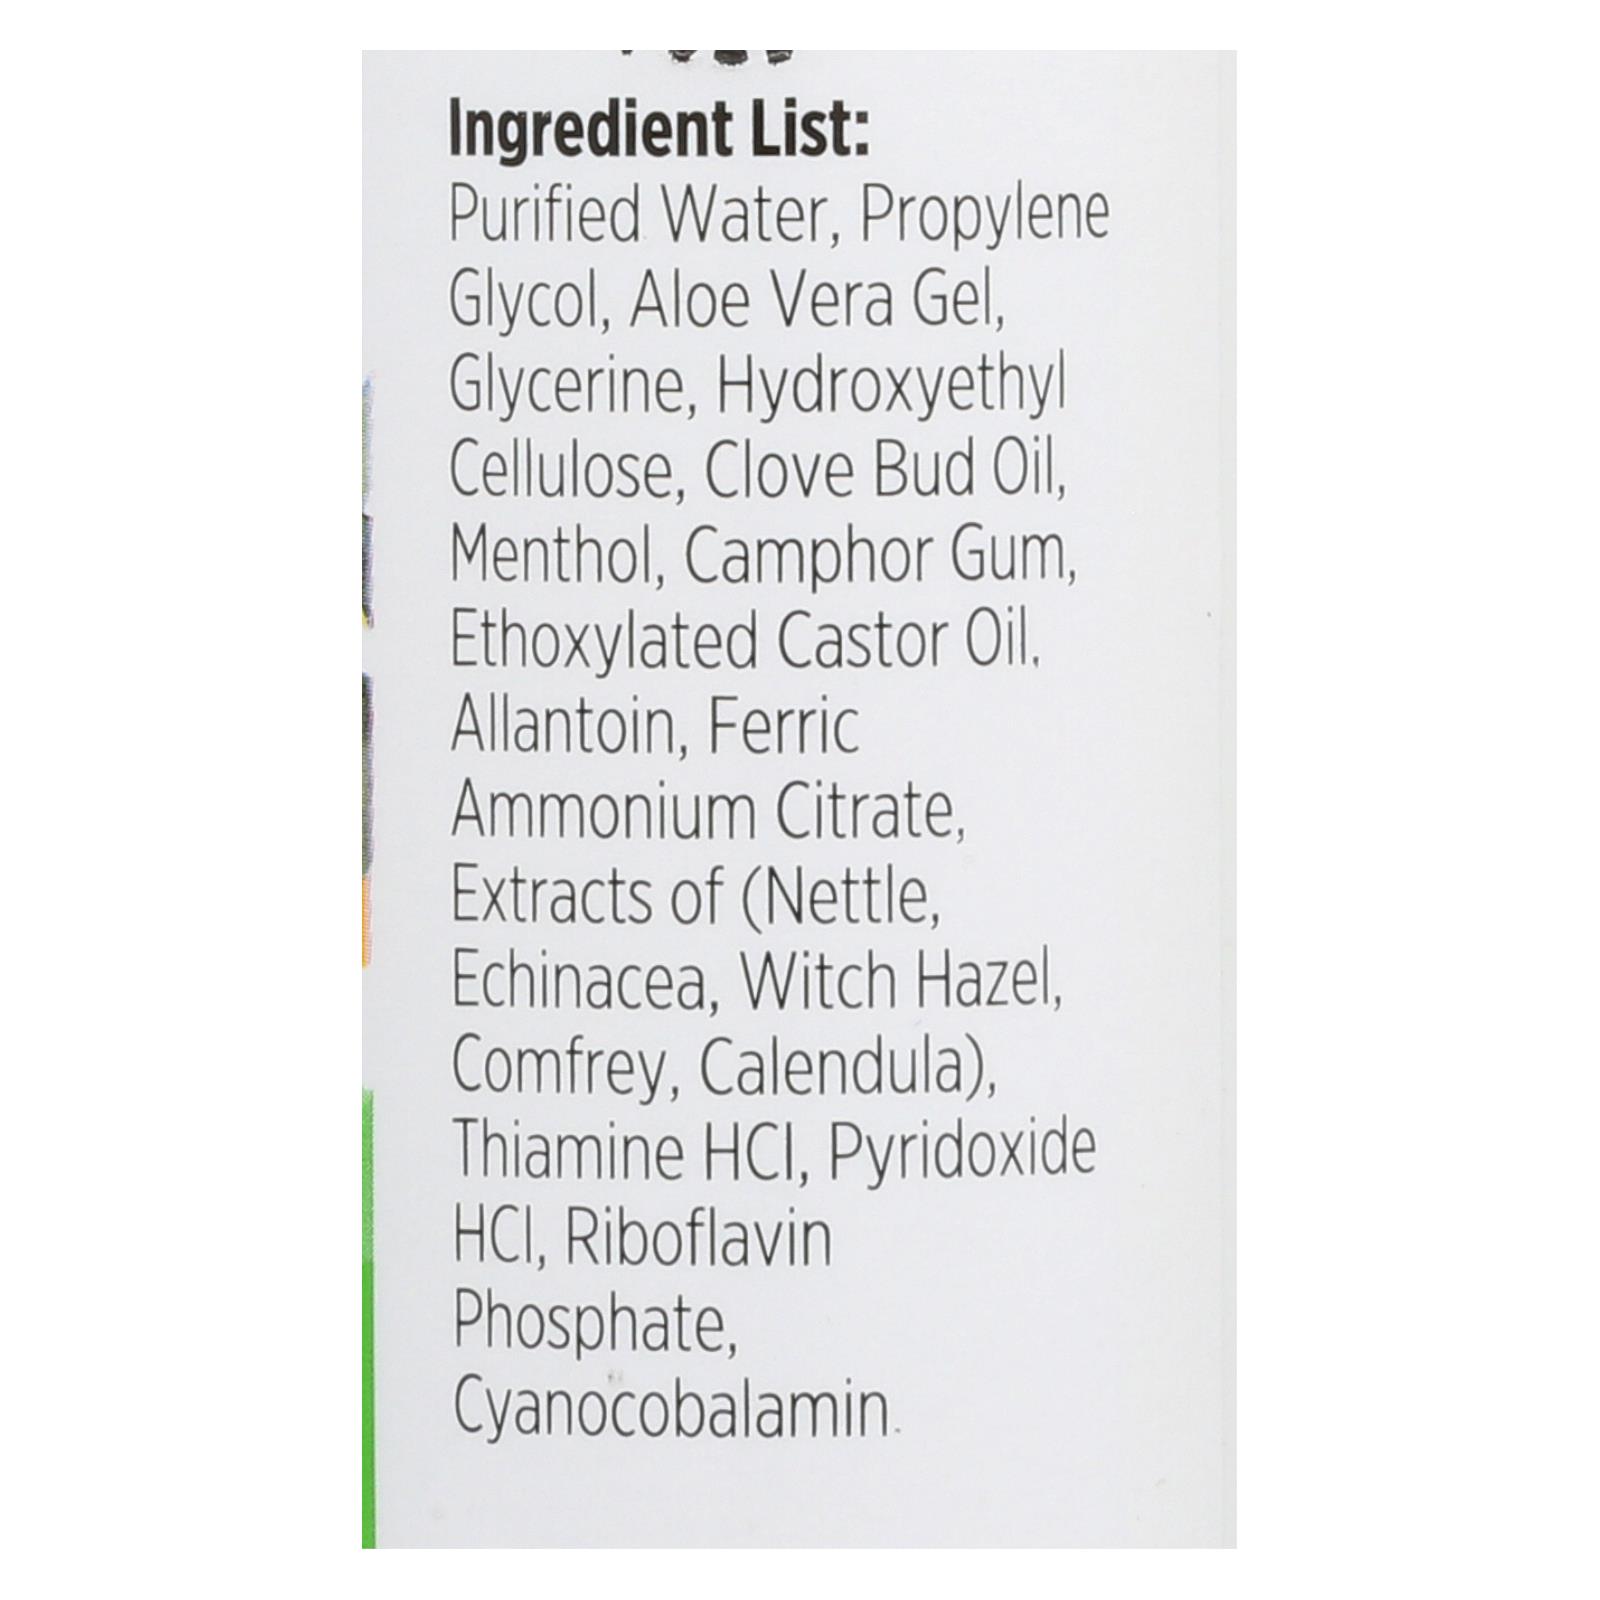 Ingredient List:
Purified Water, Propylene
Glycol, Aloe Vera Gel,
Glycerine, Hydroxyethyl
Cellulose, Clove Bud Oil,
Menthol, Camphor Gum,
Ethoxylated Castor Oil,
Allantoin, Ferric
Ammonium Citrate,
Extracts of (Nettle,
Echinacea, Witch Hazel,
Comfrey, Calendula),
Thiamine HCl, Pyridoxide
HCl, Riboflavin
Phosphate,
Cyanocobalamin.